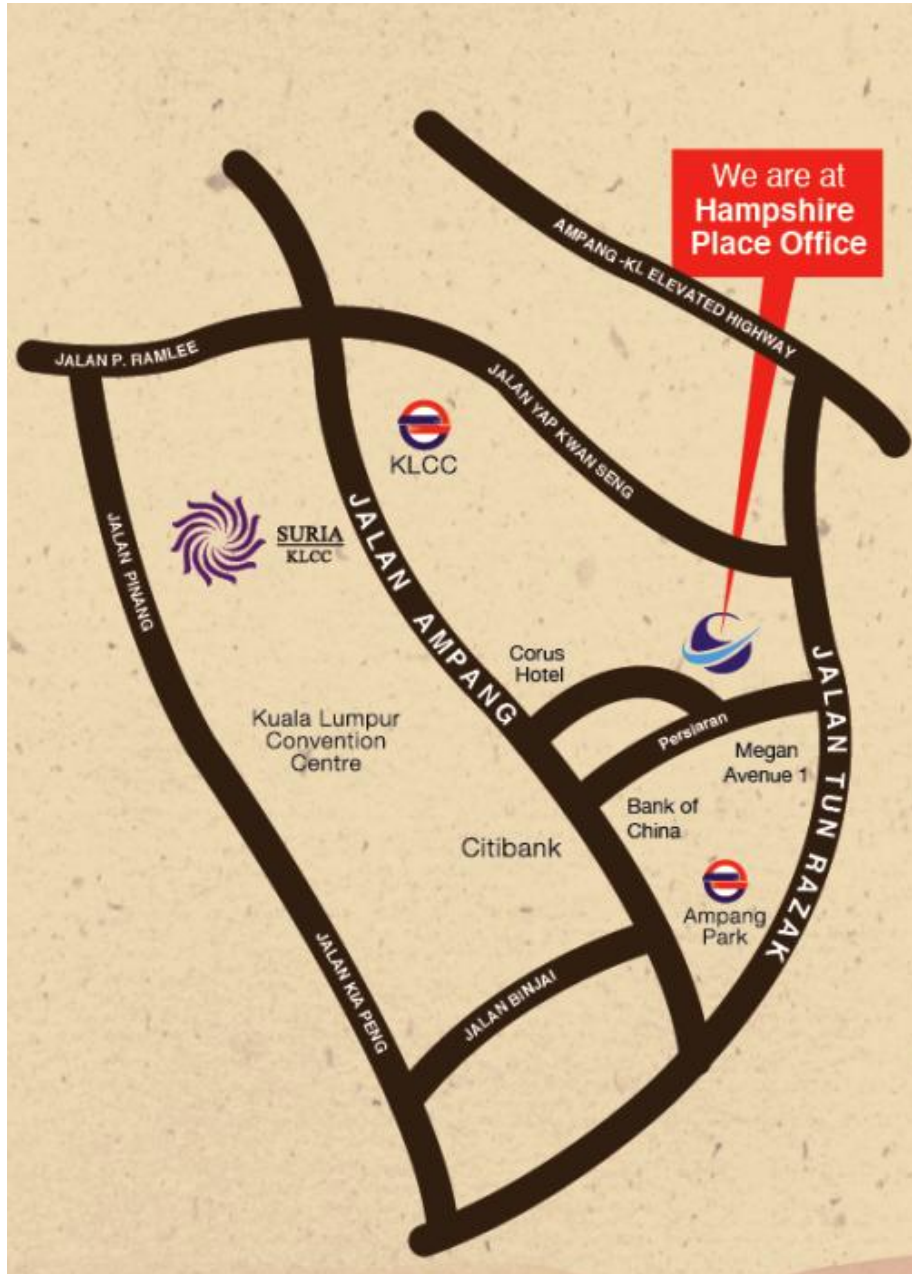 We are at
Hampshire
Place Office
AMPANG -KL ELEVATED HIGHWAY
JALAN P. RAMLEE
JALAN YAP KWAN SENG
KLCC
SURIA
KLCC
JALAN PINANG
JALAN AMPANG
Corus
Hotel
JALAN TUN RAZAK
Kuala Lumpur
Convention
Centre
Persiaran
Megan
Avenue 1
Bank of
China
Citibank
Ampang
Park
JALAN KIA PENG
JALAN BINJAI